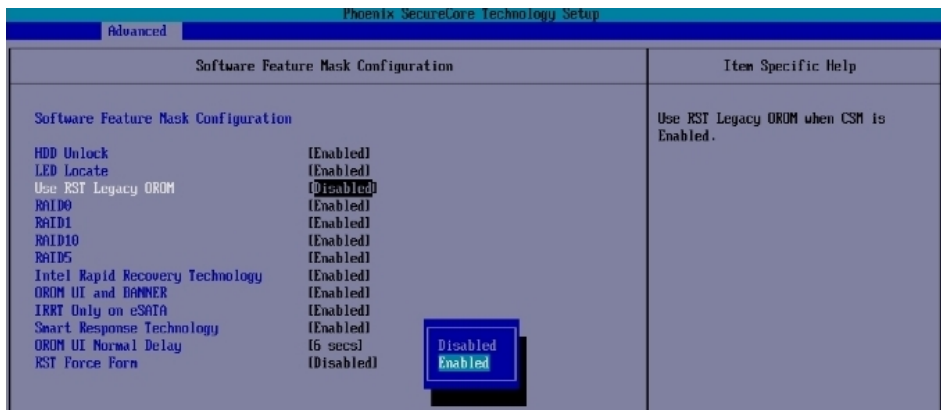 Phoenix SecureCore Technology Setup
Advanced
Software Feature Mask Configuration
Item Specific Help
Software Feature Mask Configuration
HDD Unlock [Enabled]
LED Locate [Enabled]
Use RST Legacy OROM [Disabled]
RAID0 [Enabled]
RAID1 [Enabled]
RAID10 [Enabled]
RAID5 [Enabled]
Intel Rapid Recovery Technology [Enabled]
OROM UI and BANNER [Enabled]
IRRT Only on eSATA [Enabled]
Smart Response Technology [Enabled]
OROM UI Normal Delay [6 secs]
RST Force Form [Disabled]
Disabled
Enabled
Use RST Legacy OROM when CSM is
Enabled.